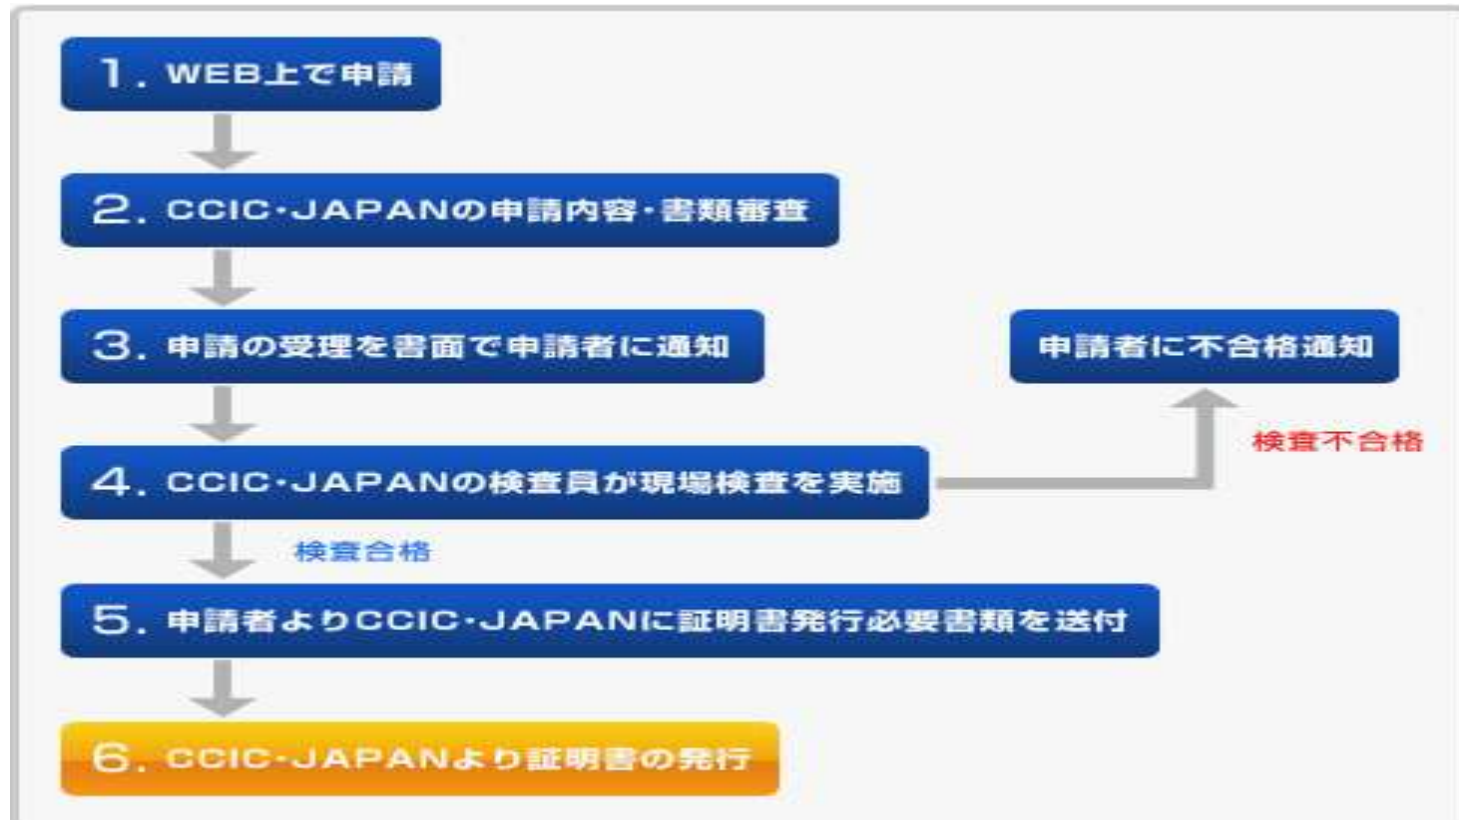 1. WEB上で申請
2. CCIC・JAPANの申請内容・書類審査
3. 申請の受理を書面で申請者に通知
申請者に不合格通知
検査不合格
4. CCIC・JAPANの検査員が現場検査を実施
検査合格
5. 申請者よりCCIC・JAPANに証明書発行必要書類を送付
6. CCIC・JAPANより証明書の発行